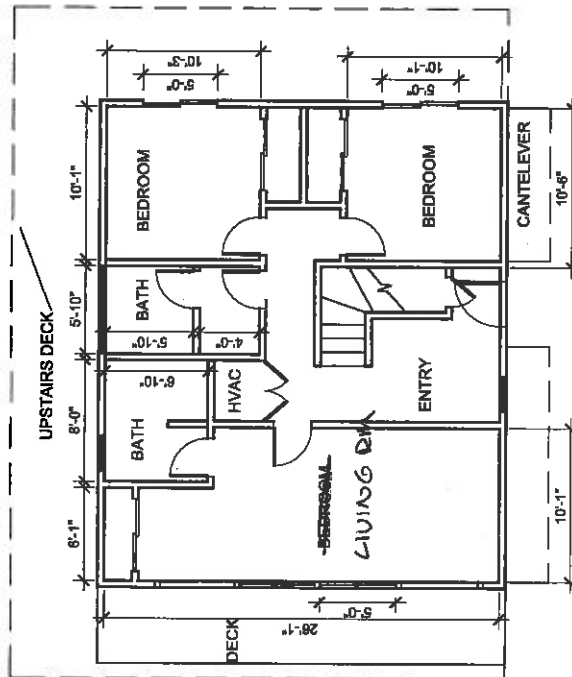 UPSTAIRS DECK
10'-1"
5'-10"
8'-0"
6'-1"
10'-3"
5'-0"
10'-1"
5'-0"
BEDROOM
BEDROOM
BATH
5'-10"
4'-0"
BATH
6'-10"
HVAC
ENTRY
BEDROOM
LIVING RM
5'-0"
26'-1"
DECK
CANTELEVER
10'-6"
10'-1"